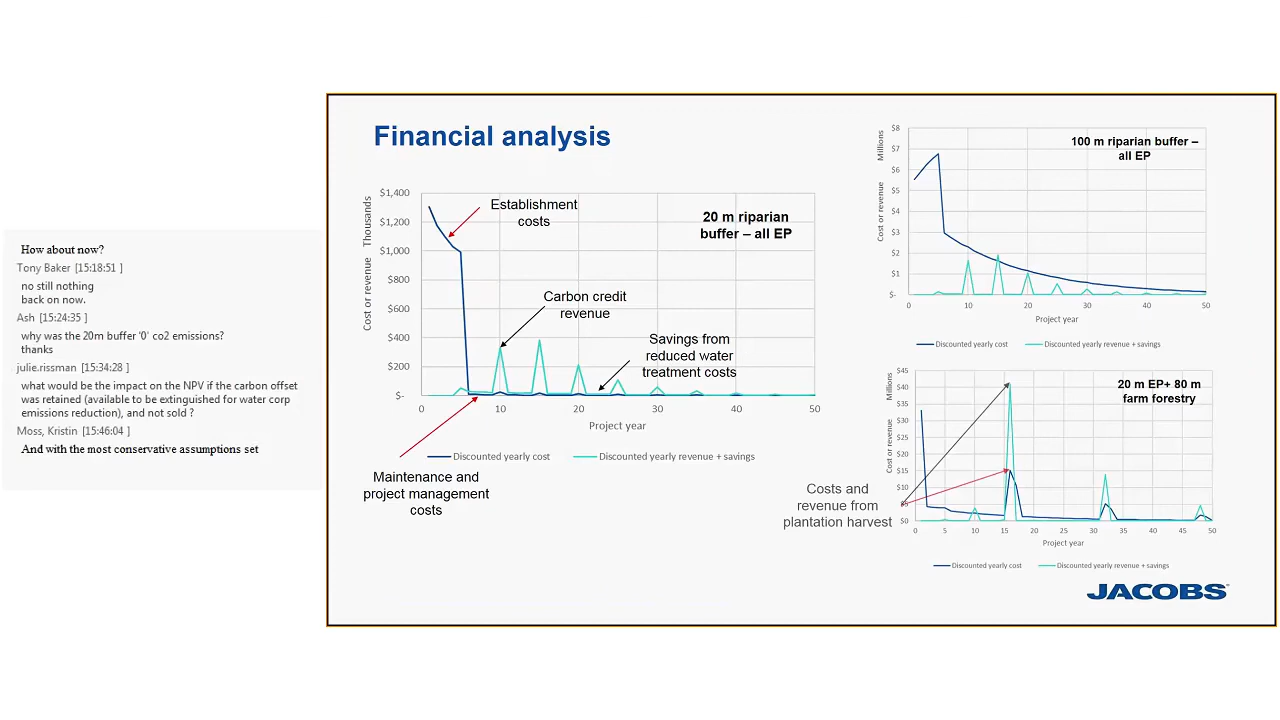 How about now?
Tony Baker [15:18:51 ]
no still nothing
back on now.
Ash [15:24:35 ]
why was the 20m buffer '0' co2 emissions?
thanks
julie.rissman [15:34:28 ]
what would be the impact on the NPV if the carbon offset
was retained (available to be extinguished for water corp
emissions reduction), and not sold ?
Moss, Kristin [15:46:04 ]
And with the most conservative assumptions set
Financial analysis
Cost or revenue Thousands
$1,400
$1,200
$1,000
$800
$600
$400
$200
$-
0 10 20 30 40 50
Project year
Establishment
costs
20 m riparian
buffer – all EP
Carbon credit
revenue
Savings from
reduced water
treatment costs
Discounted yearly cost
Discounted yearly revenue + savings
Maintenance and
project management
costs
Cost or revenue Millions
$8
$7
$6
$5
$4
$3
$2
$1
$-
0 10 20 30 40 50
Project year
100 m riparian buffer –
all EP
Discounted yearly cost
Discounted yearly revenue + savings
Cost or revenue Millions
$45
$40
$35
$30
$25
$20
$15
$10
$5
$0
0 5 10 15 20 25 30 35 40 45 50
Project year
20 m EP+ 80 m
farm forestry
Costs and
revenue from
plantation harvest
Discounted yearly cost
Discounted yearly revenue + savings
JACOBS